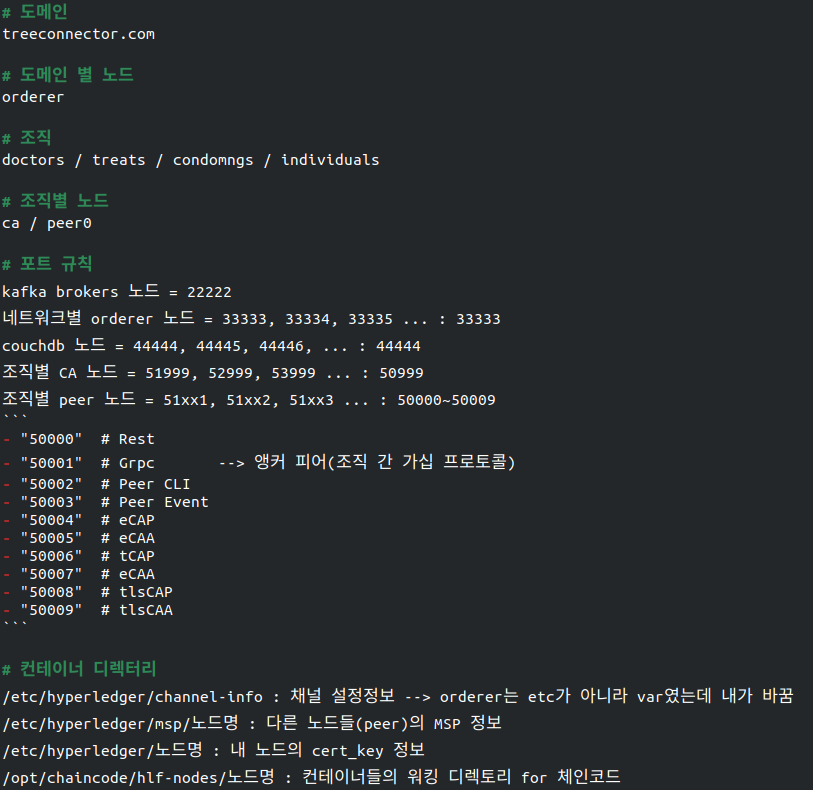 # 도메인
treeconnector.com
# 도메인 별 노드
orderer
# 조직
doctors / treats / condomngs / individuals
# 조직별 노드
ca / peer0
# 포트 규칙
kafka brokers 노드 = 22222
네트워크별 orderer 노드 = 33333, 33334, 33335 ... : 33333
couchdb 노드 = 44444, 44445, 44446, ... : 44444
조직별 CA 노드 = 51999, 52999, 53999 ... : 50999
조직별 peer 노드 = 51xx1, 51xx2, 51xx3 ... : 50000~50009
```
- "50000"  # Rest
- "50001"  # Grpc       --> 앵커 피어(조직 간 가십 프로토콜)
- "50002"  # Peer CLI
- "50003"  # Peer Event
- "50004"  # eCAP
- "50005"  # eCAA
- "50006"  # tCAP
- "50007"  # eCAA
- "50008"  # tlsCAP
- "50009"  # tlsCAA
```
# 컨테이너 디렉터리
/etc/hyperledger/channel-info : 채널 설정정보 --> orderer는 etc가 아니라 var였는데 내가 바꿈
/etc/hyperledger/msp/노드명 : 다른 노드들(peer)의 MSP 정보
/etc/hyperledger/노드명 : 내 노드의 cert_key 정보
/opt/chaincode/hlf-nodes/노드명 : 컨테이너들의 워킹 디렉토리 for 체인코드